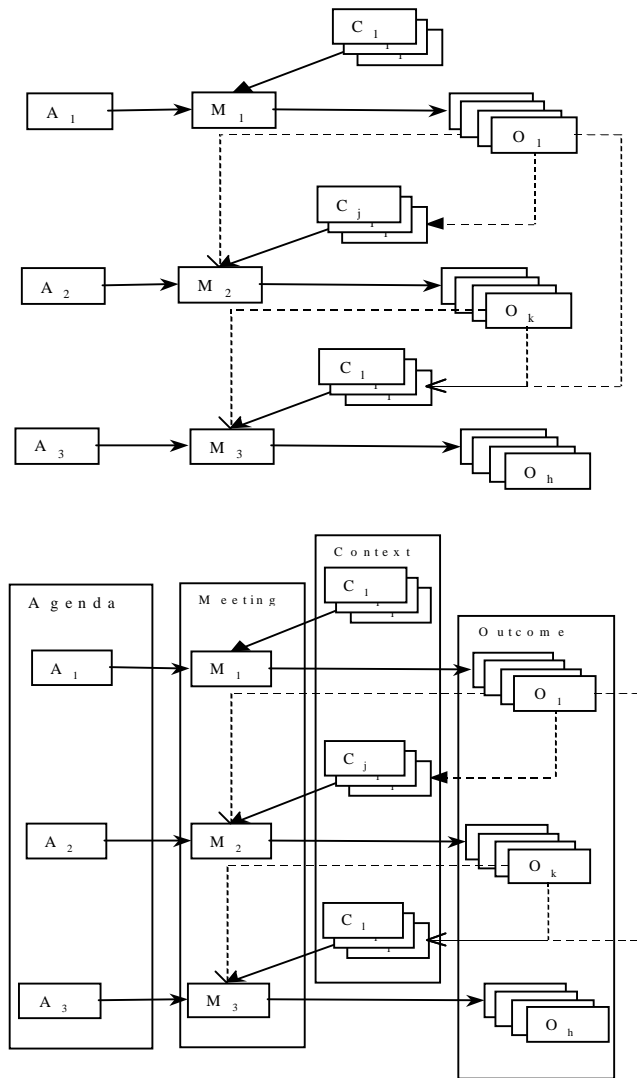 C 1
A 1
M 1
O 1
C j
A 2
M 2
O k
C 1
A 3
M 3
O h
Context
Agenda
Meeting
C 1
Outcome
A 1
M 1
O 1
C j
A 2
M 2
O k
C 1
A 3
M 3
O h